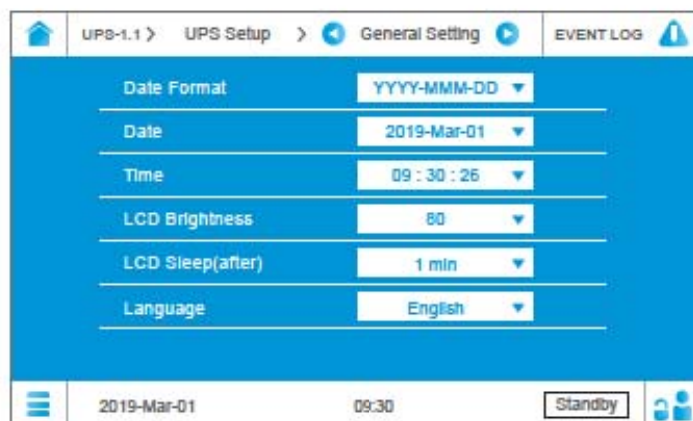 UPS-1.1 > UPS Setup > General Setting EVENT LOG
Date Format YYYY-MMM-DD
Date 2019-Mar-01
Time 09 : 30 : 26
LCD Brightness 80
LCD Sleep(after) 1 min
Language English
2019-Mar-01 09:30 Standby